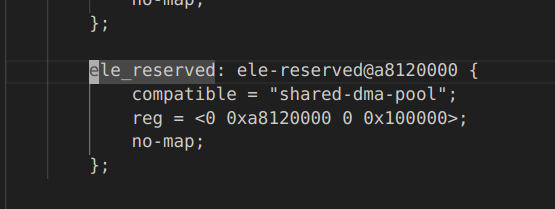 no-map;
};
ele_reserved: ele-reserved@a8120000 {
compatible = "shared-dma-pool";
reg = <0 0xa8120000 0 0x100000>;
no-map;
};